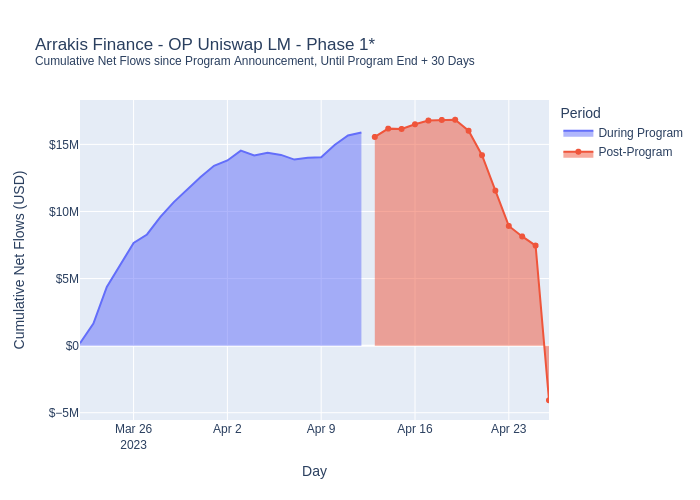 Arrakis Finance - OP Uniswap LM - Phase 1*
Cumulative Net Flows since Program Announcement, Until Program End + 30 Days
Period
During Program
Post-Program
Cumulative Net Flows (USD)
$15M
$10M
$5M
$0
$−5M
Mar 26
2023
Apr 2
Apr 9
Apr 16
Apr 23
Day